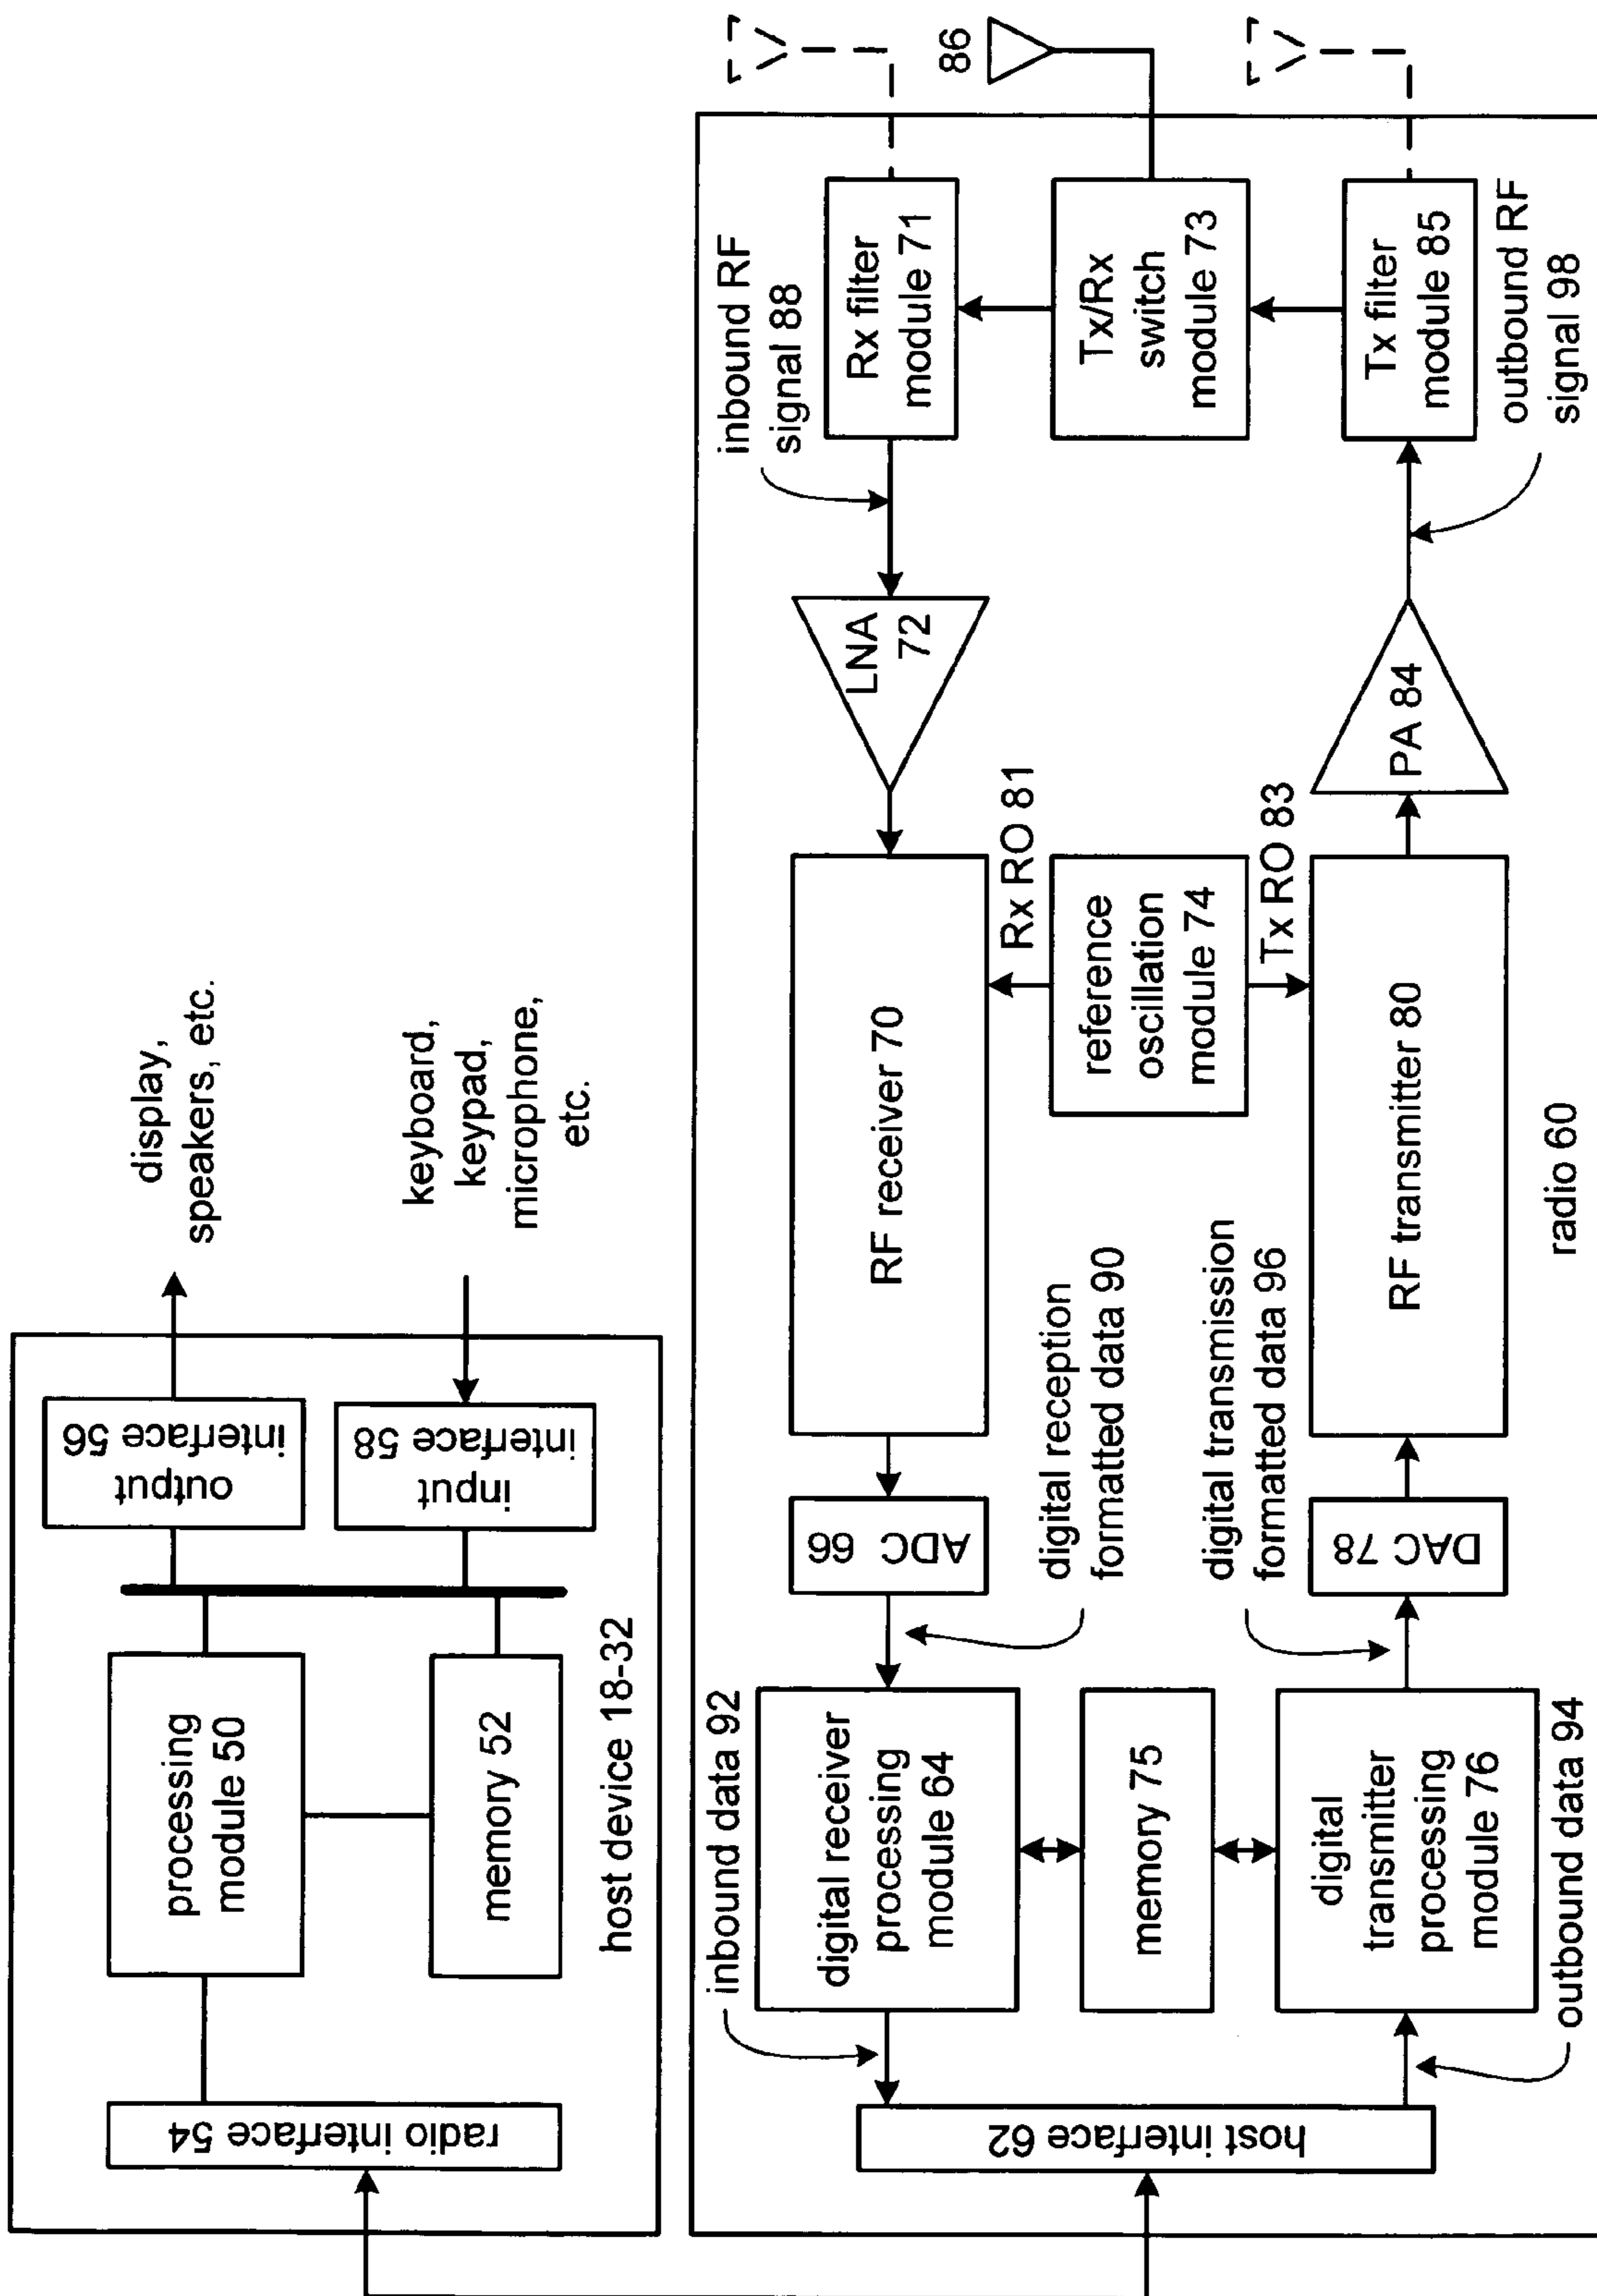 radio interface 54
processing
module 50
memory 52
output
interface 56
input
interface 58
display,
speakers, etc.
keyboard,
keypad,
microphone,
etc.
host device 18-32
host interface 62
inbound data 92
digital receiver
processing
module 64
memory 75
digital
transmitter
processing
module 76
outbound data 94
ADC 66
digital reception
formatted data 90
digital transmission
formatted data 96
DAC 78
RF receiver 70
Rx RO 81
reference
oscillation
module 74
Tx RO 83
RF transmitter 80
radio 60
LNA
72
PA 84
inbound RF
signal 88
Rx filter
module 71
Tx/Rx
switch
module 73
Tx filter
module 85
outbound RF
signal 98
86